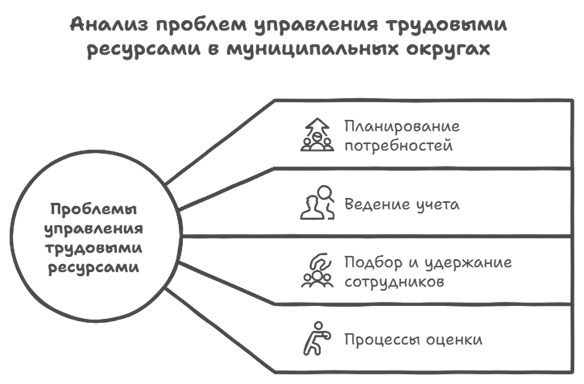 Анализ проблем управления трудовыми
ресурсами в муниципальных округах
Проблемы
управления
трудовыми
ресурсами
Планирование
потребностей
Ведение учета
Подбор и удержание
сотрудников
Процессы оценки